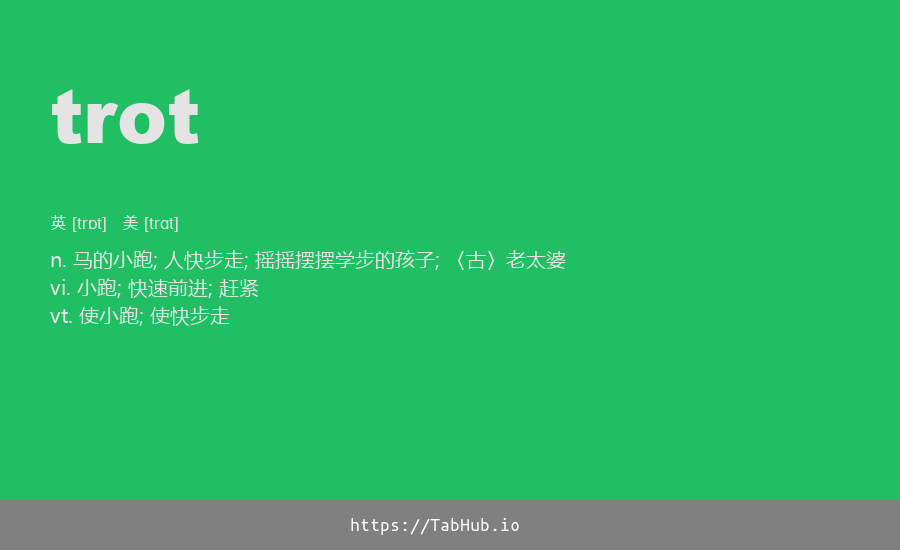 trot
英 [trɒt] 美 [trɑt]
n. 马的小跑; 人快步走; 摇摇摆摆学步的孩子; 〈古〉老太婆
vi. 小跑; 快速前进; 赶紧
vt. 使小跑; 使快步走
https://TabHub.io